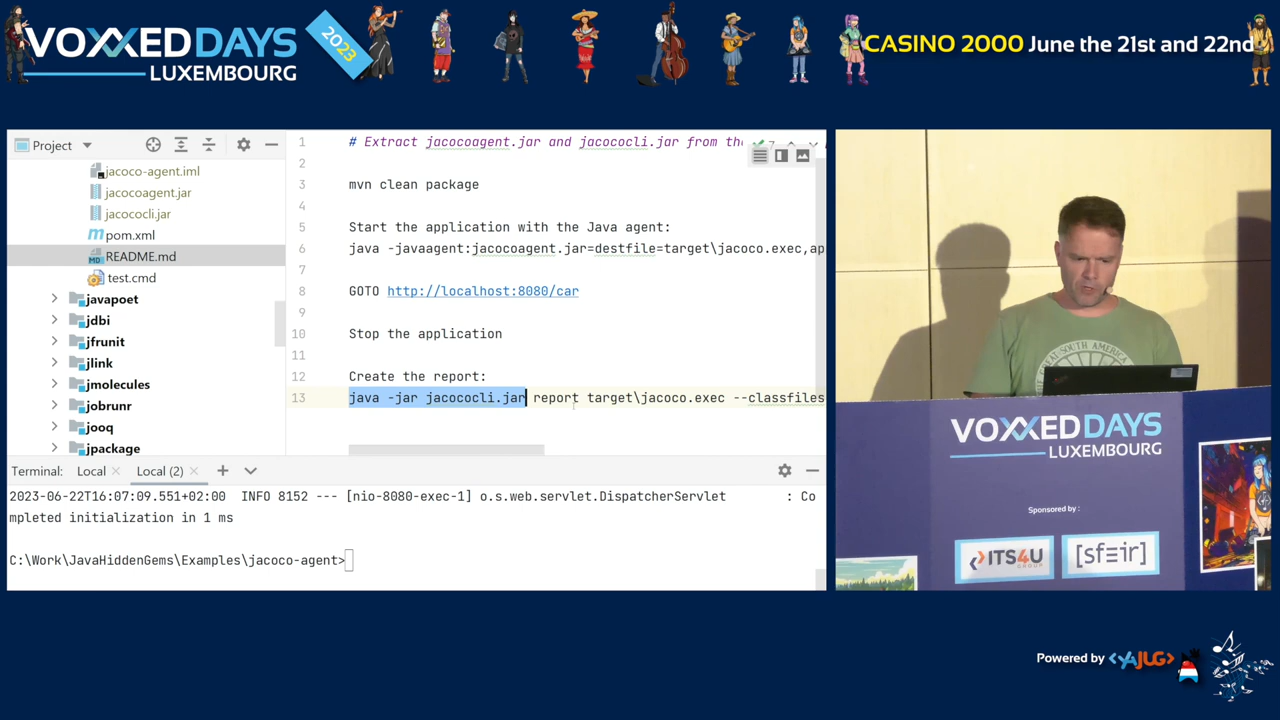 VOXXEDDAYS
LUXEMBOURG
2023
CASINO 2000 June the 21st and 22nd
Project
jacoco-agent.iml
jacocoagent.jar
jacococli.jar
pom.xml
README.md
test.cmd
javapoet
jdbi
jfrunit
jlink
jmolecules
jobrunr
jooq
jpackage
1 # Extract jacocoagent.jar and jacococli.jar from the
7
2
3 mvn clean package
4
5 Start the application with the Java agent:
6 java -javaagent:jacocoagent.jar=destfile=target\jacoco.exec,ap
7
8 GOTO http://localhost:8080/car
9
10 Stop the application
11
12 Create the report:
13 java -jar jacococli.jar report target\jacoco.exec --classfiles
Terminal: Local Local (2)
2023-06-22T16:07:09.551+02:00 INFO 8152 --- [nio-8080-exec-1] o.s.web.servlet.DispatcherServlet : Co
mpleted initialization in 1 ms
C:\Work\JavaHiddenGems\Examples\jacoco-agent>
VOXXEDDAYS
LUXEMBOURG
Sponsored by :
ITS4U
GROUP
[sfeir]
Powered by <YAJUG>